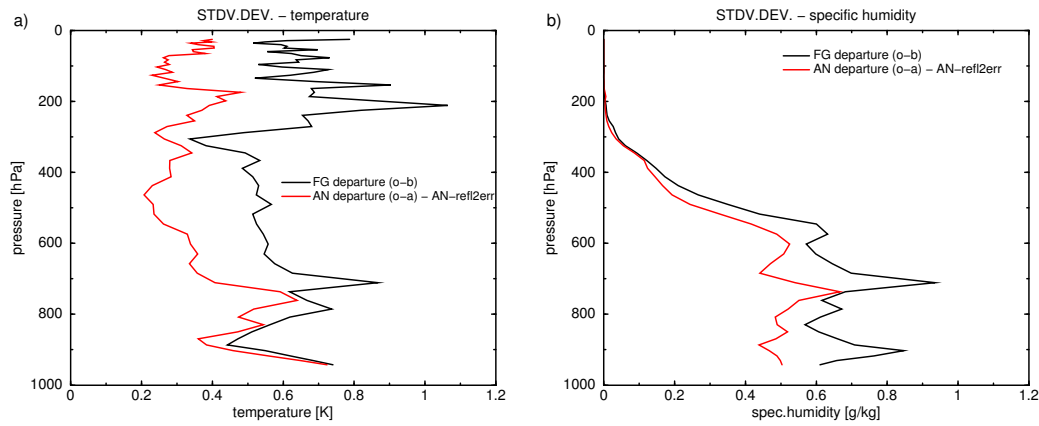 a)
STDV.DEV. − temperature
0
200
400
600
800
1000
pressure [hPa]
FG departure (o−b)
AN departure (o−a) − AN−refl2err
0 0.2 0.4 0.6 0.8 1 1.2
temperature [K]
b)
STDV.DEV. − specific humidity
0
200
400
600
800
1000
pressure [hPa]
FG departure (o−b)
AN departure (o−a) − AN−refl2err
0 0.2 0.4 0.6 0.8 1 1.2
spec.humidity [g/kg]